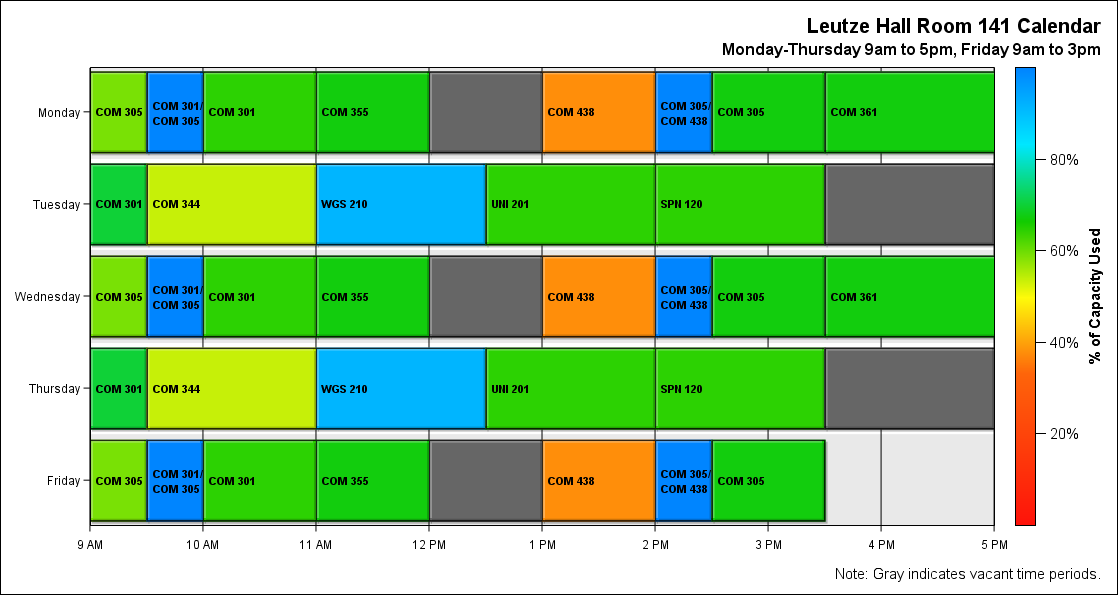 Leutze Hall Room 141 Calendar
Monday-Thursday 9am to 5pm, Friday 9am to 3pm
Monday
COM 305
COM 301/
COM 305
COM 301
COM 355
COM 438
COM 305/
COM 438
COM 305
COM 361
Tuesday
COM 301
COM 344
WGS 210
UNI 201
SPN 120
Wednesday
COM 305
COM 301/
COM 305
COM 301
COM 355
COM 438
COM 305/
COM 438
COM 305
COM 361
Thursday
COM 301
COM 344
WGS 210
UNI 201
SPN 120
Friday
COM 305
COM 301/
COM 305
COM 301
COM 355
COM 438
COM 305/
COM 438
COM 305
9 AM
10 AM
11 AM
12 PM
1 PM
2 PM
3 PM
4 PM
5 PM
80%
60%
40%
20%
% of Capacity Used
Note: Gray indicates vacant time periods.